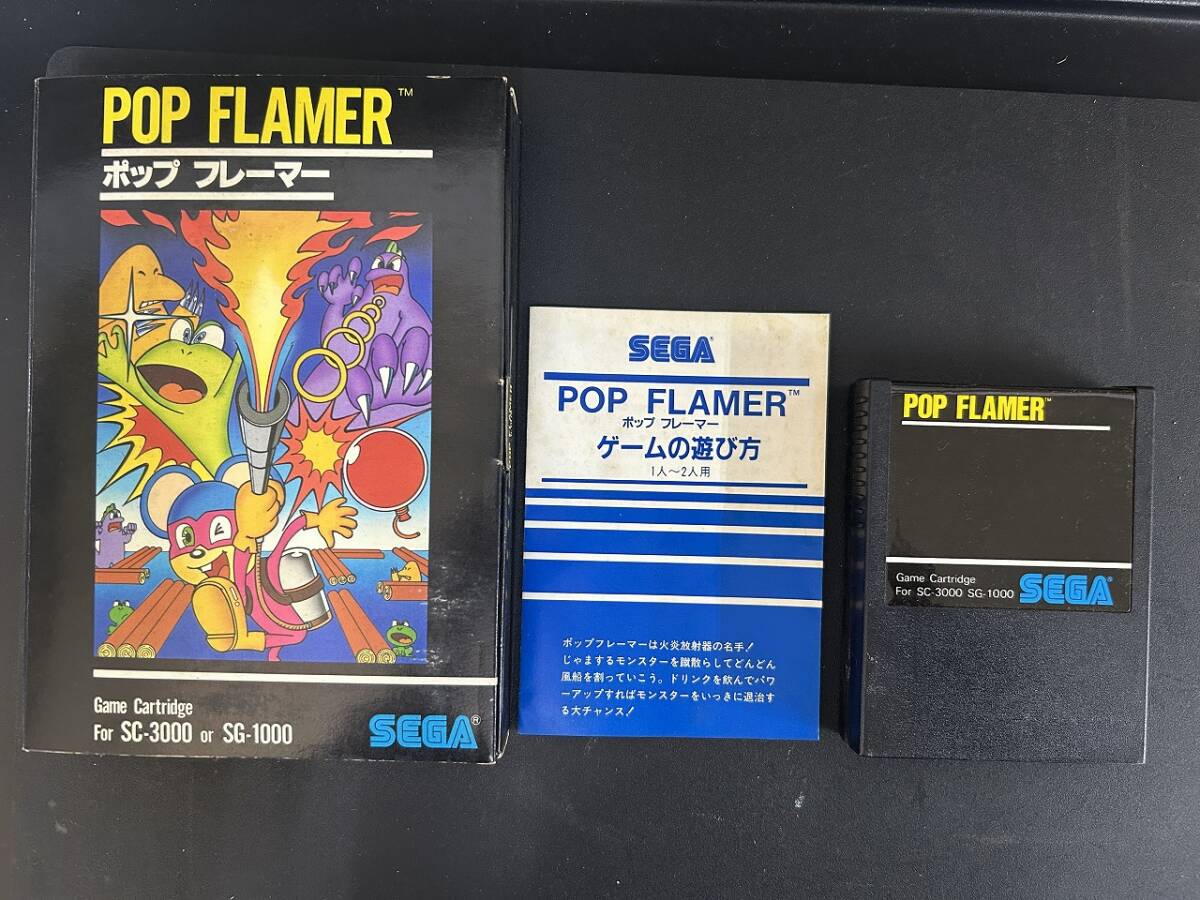 POP FLAMER™
ポップ フレーマー
Game Cartridge
For SC-3000 or SG-1000
SEGA®
POP FLAMER
SEGA®
POP FLAMER™
ポップ フレーマー
ゲームの遊び方
1人～2人用
ポップフレーマーは火炎放射器の名手!
じゃまするモンスターを蹴散らしてどんどん
風船を割っていこう。ドリンクを飲んでパワ
ーアップすればモンスターをいっきに退治す
る大チャンス!
POP FLAMER™
Game Cartridge
For SC-3000 SG-1000
SEGA®